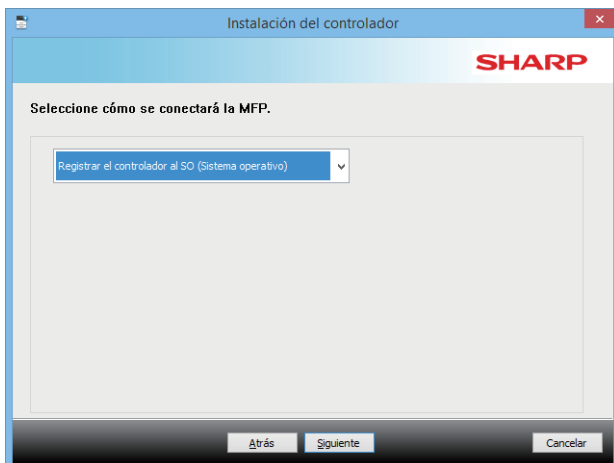 Instalación del controlador
SHARP
Seleccione cómo se conectará la MFP.
Registrar el controlador al SO (Sistema operativo)
Atrás Siguiente Cancelar